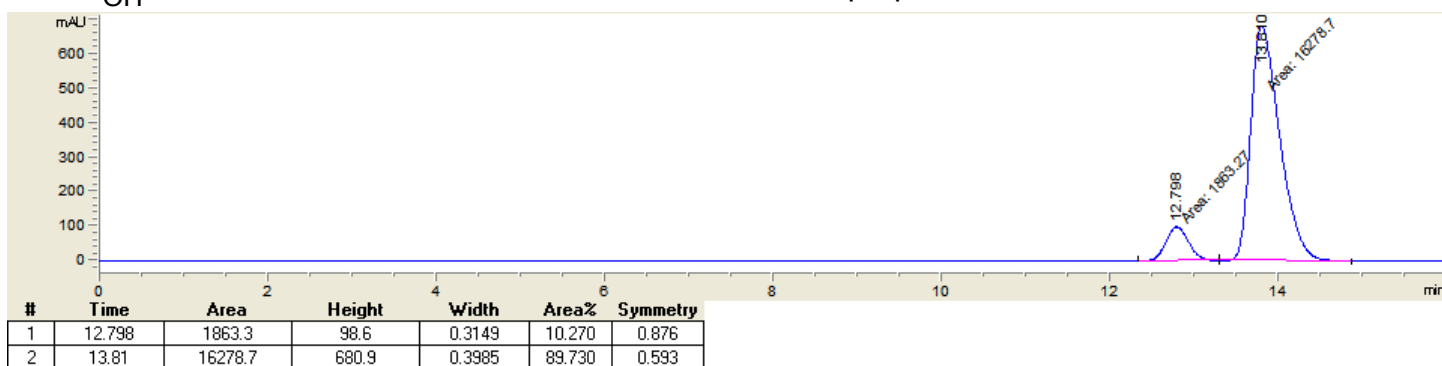 OH
mAU
600
500
400
300
200
100
0
12.798
Area: 1863.27
13.810
Area: 16278.7
0 2 4 6 8 10 12 14 min
# Time Area Height Width Area% Symmetry
1 12.798 1863.3 98.6 0.3149 10.270 0.876
2 13.81 16278.7 680.9 0.3985 89.730 0.593